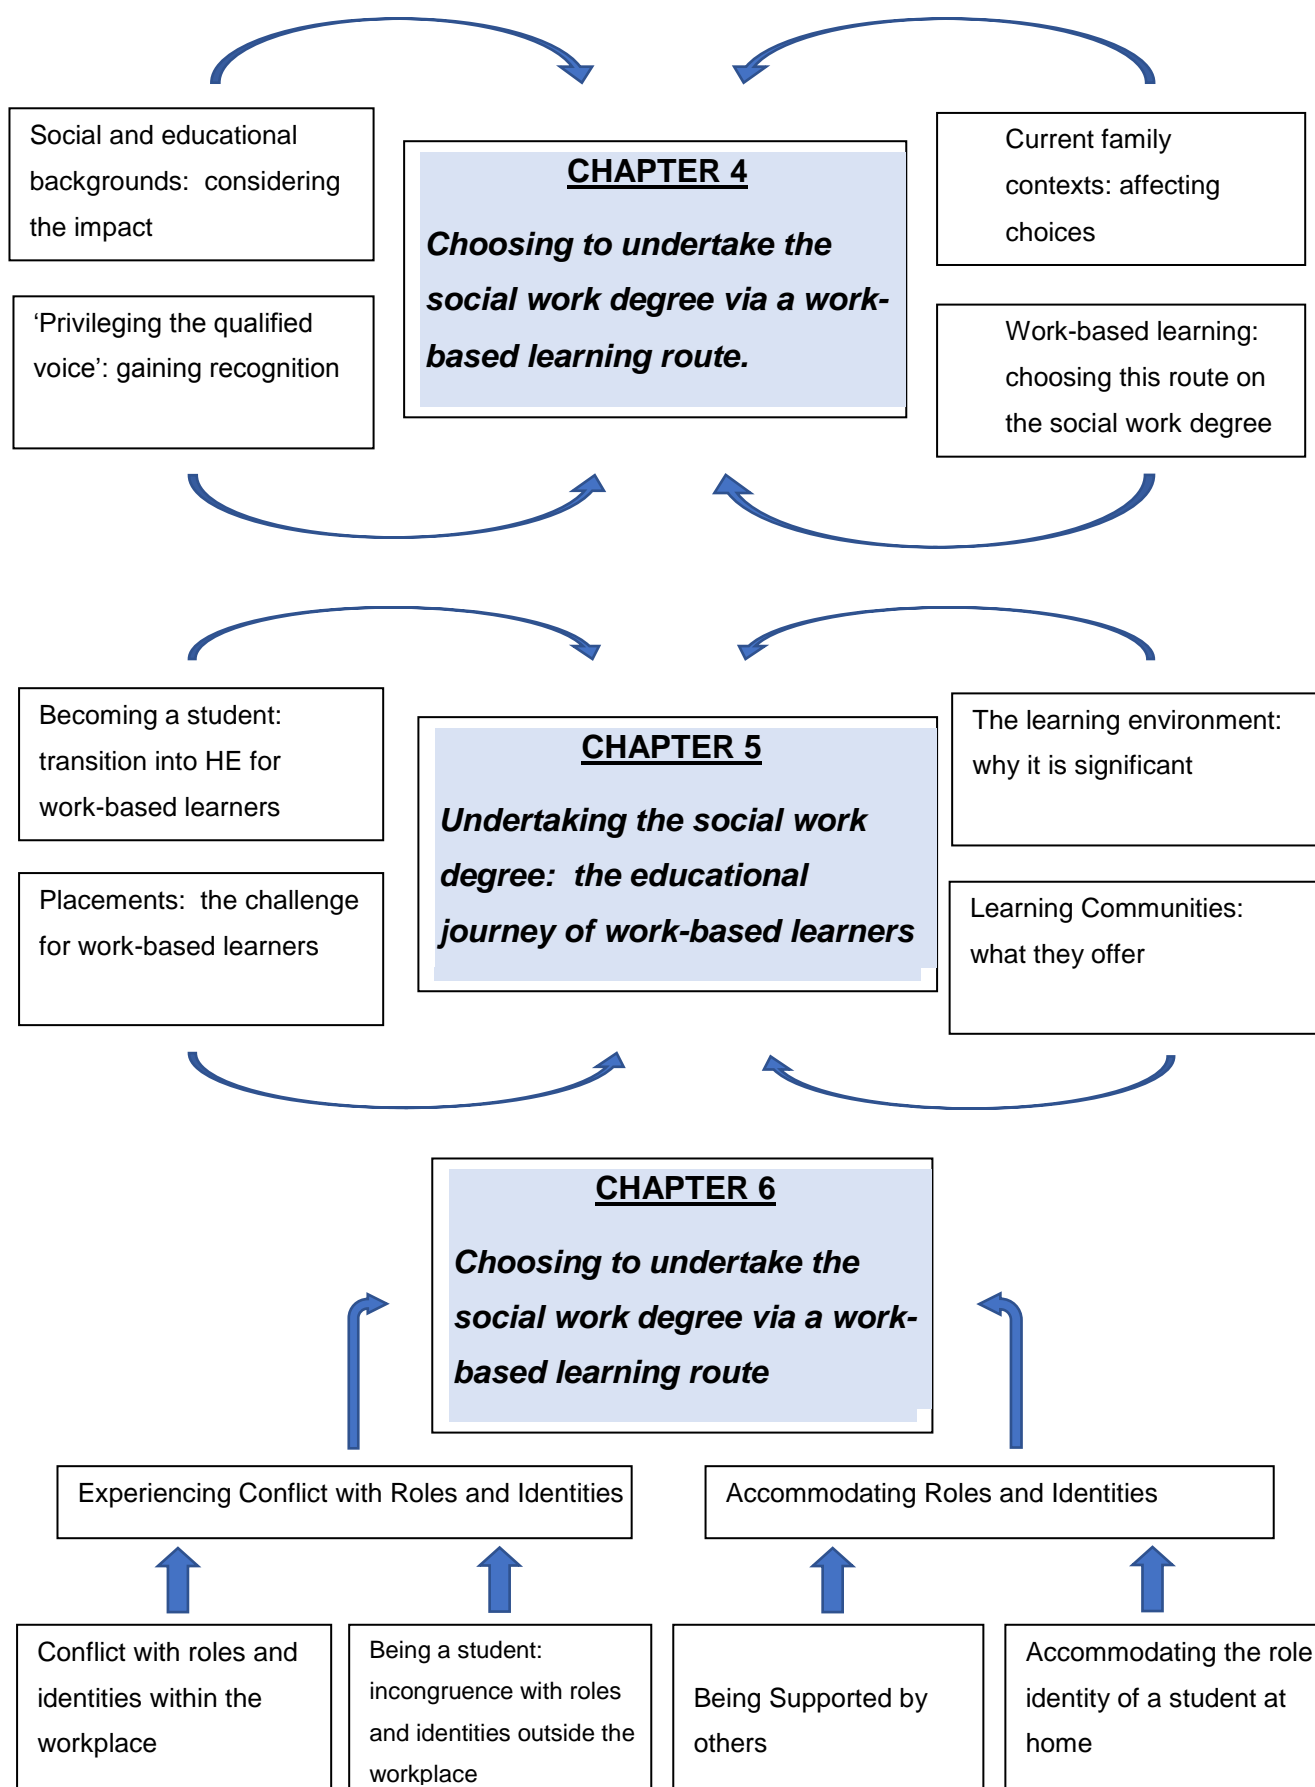 Social and educational
backgrounds:  considering
the impact
‘Privileging the qualified
voice’: gaining recognition
CHAPTER 4
Choosing to undertake the
social work degree via a work-
based learning route.
Current family
contexts: affecting
choices
Work-based learning:
choosing this route on
the social work degree
Becoming a student:
transition into HE for
work-based learners
Placements:  the challenge
for work-based learners
CHAPTER 5
Undertaking the social work
degree:  the educational
journey of work-based learners
The learning environment:
why it is significant
Learning Communities:
what they offer
CHAPTER 6
Choosing to undertake the
social work degree via a work-
based learning route
Experiencing Conflict with Roles and Identities
Accommodating Roles and Identities
Conflict with roles and
identities within the
workplace
Being a student:
incongruence with roles
and identities outside the
workplace
Being Supported by
others
Accommodating the role
identity of a student at
home